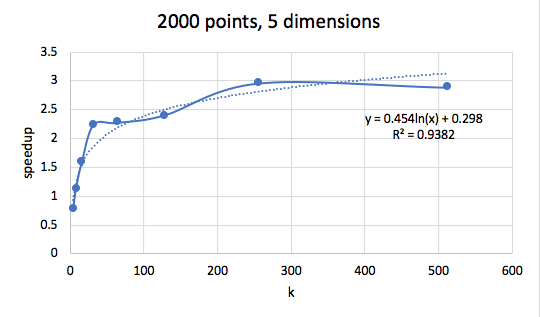 2000 points, 5 dimensions
3.5
3
2.5
2
1.5
1
0.5
0
speedup
y = 0.454ln(x) + 0.298
R² = 0.9382
0 100 200 300 400 500 600
k